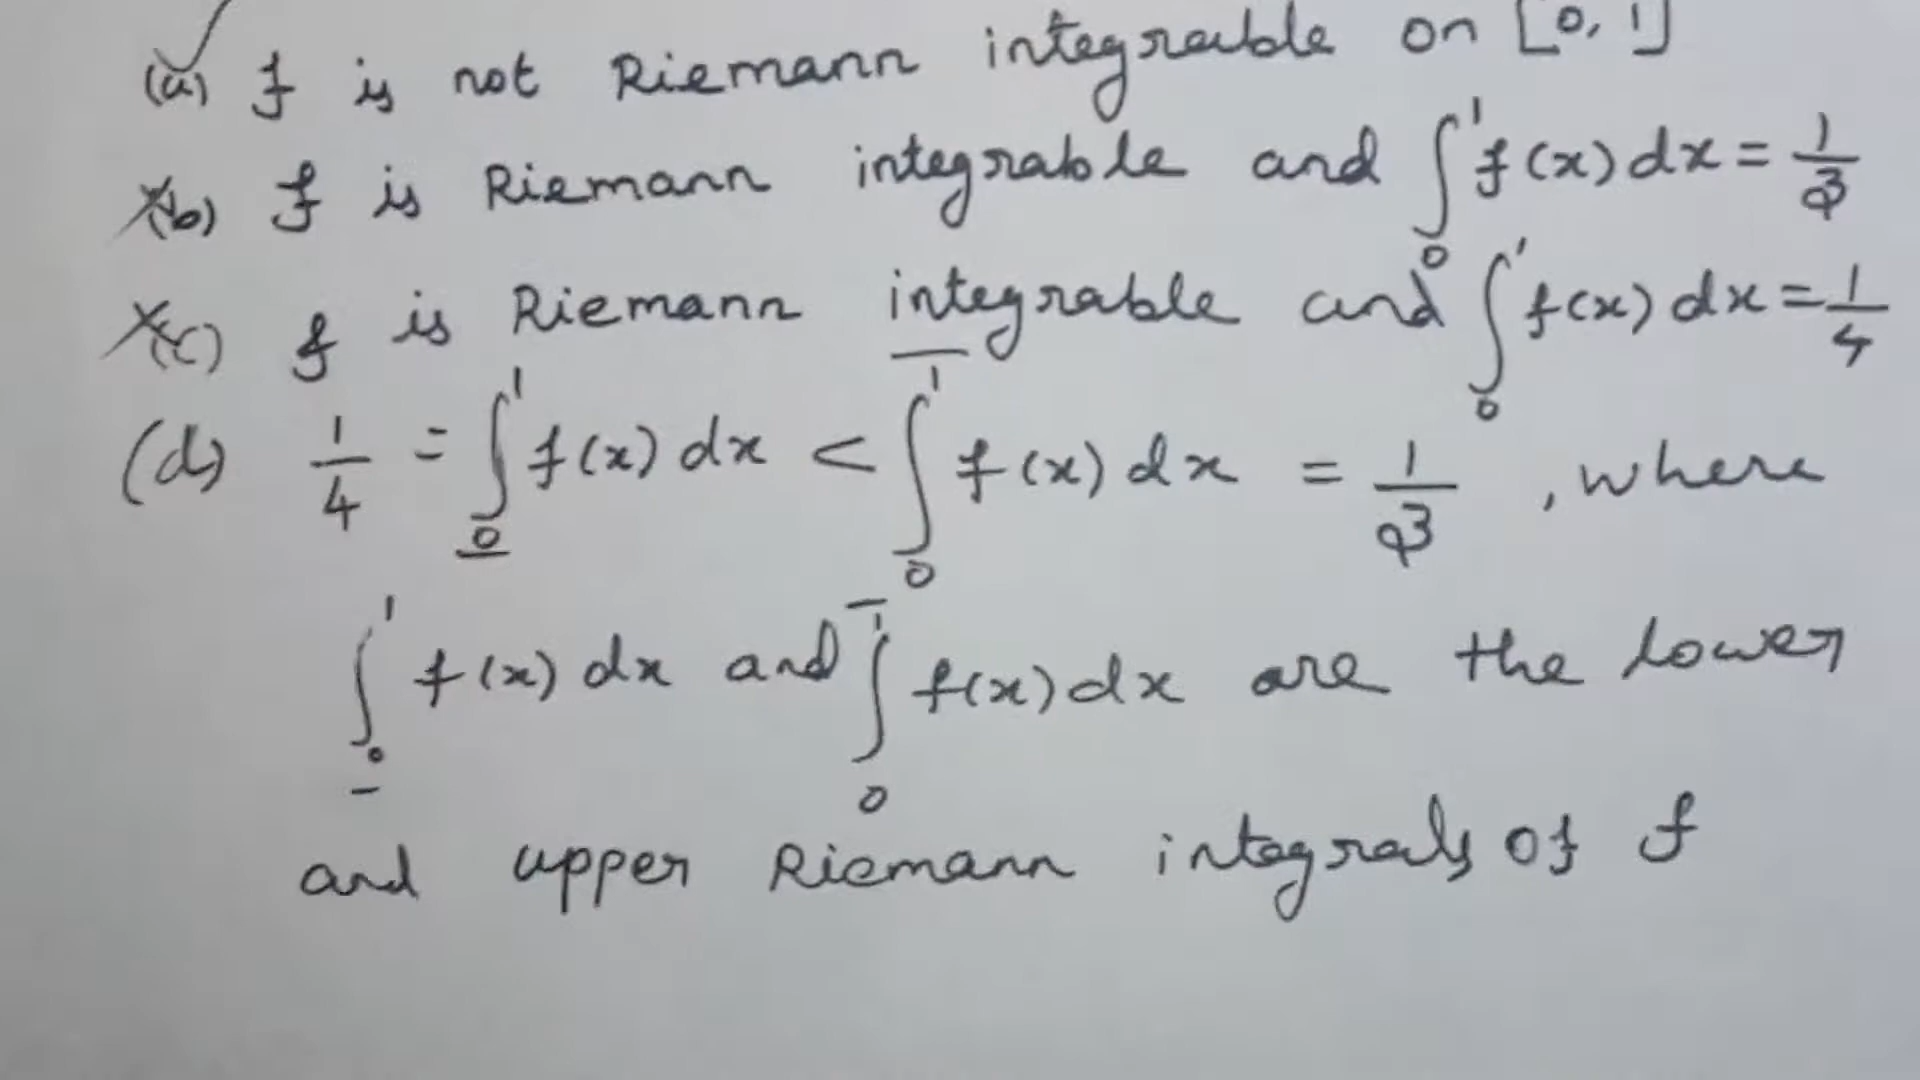 (a) f is not Riemann integrable on [0, 1]
(b) f is Riemann integrable and ∫₀¹ f(x) dx = 1/3
(c) f is Riemann integrable and ∫₀¹ f(x) dx = 1/4
(d) 1/4 = ∫̲₀¹ f(x) dx < ∫̅₀¹ f(x) dx = 1/3 , where
∫̲₀¹ f(x) dx and ∫̅₀¹ f(x) dx are the lower
and upper Riemann integrals of f